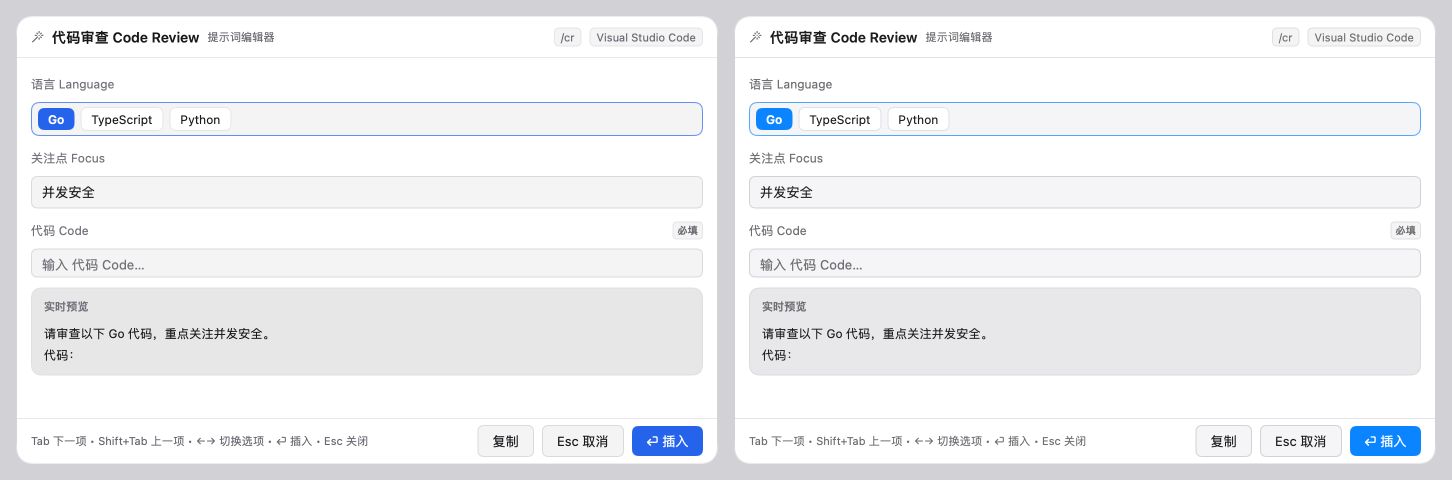 代码审查 Code Review 提示词编辑器 /cr Visual Studio Code
语言 Language
Go TypeScript Python
关注点 Focus
并发安全
代码 Code 必填
输入 代码 Code...
实时预览
请审查以下 Go 代码，重点关注并发安全。
代码：
Tab 下一项 • Shift+Tab 上一项 • ←→ 切换选项 • ⏎ 插入 • Esc 关闭 复制 Esc 取消 ⏎ 插入
代码审查 Code Review 提示词编辑器 /cr Visual Studio Code
语言 Language
Go TypeScript Python
关注点 Focus
并发安全
代码 Code 必填
输入 代码 Code...
实时预览
请审查以下 Go 代码，重点关注并发安全。
代码：
Tab 下一项 • Shift+Tab 上一项 • ←→ 切换选项 • ⏎ 插入 • Esc 关闭 复制 Esc 取消 ⏎ 插入